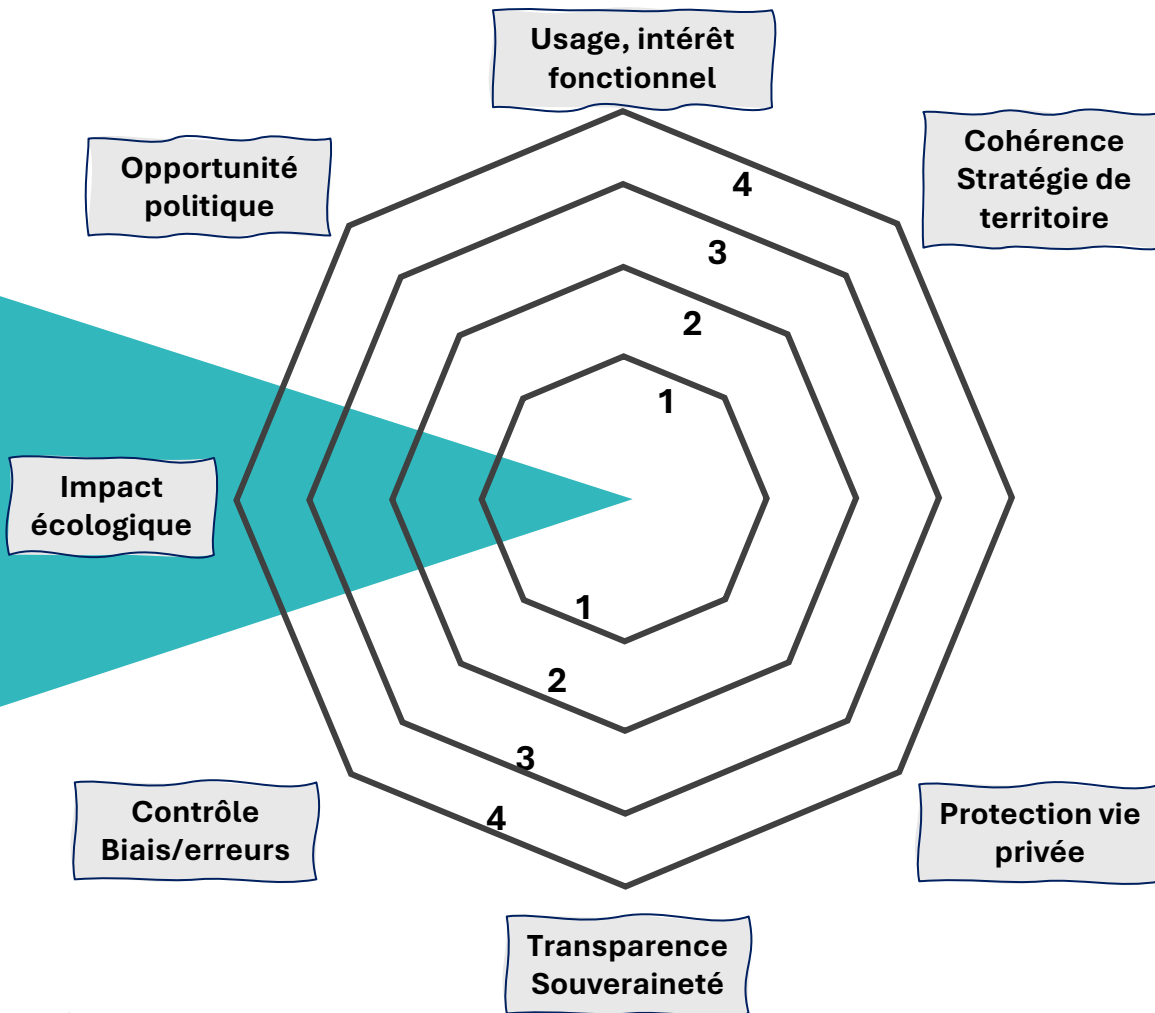 Usage, intérêt
fonctionnel
Opportunité
politique
Cohérence
Stratégie de
territoire
4
3
2
1
Impact
écologique
1
2
3
4
Contrôle
Biais/erreurs
Protection vie
privée
Transparence
Souveraineté